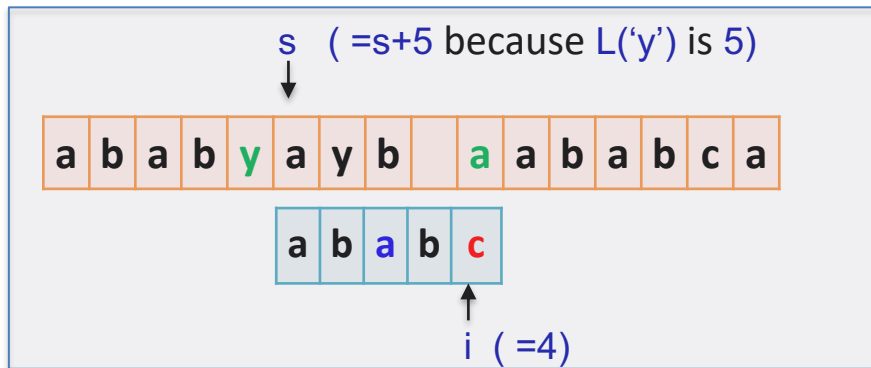 s ( =s+5 because L(‘y’) is 5)
a b a b y a y b a a b a b c a
a b a b c
i ( =4)